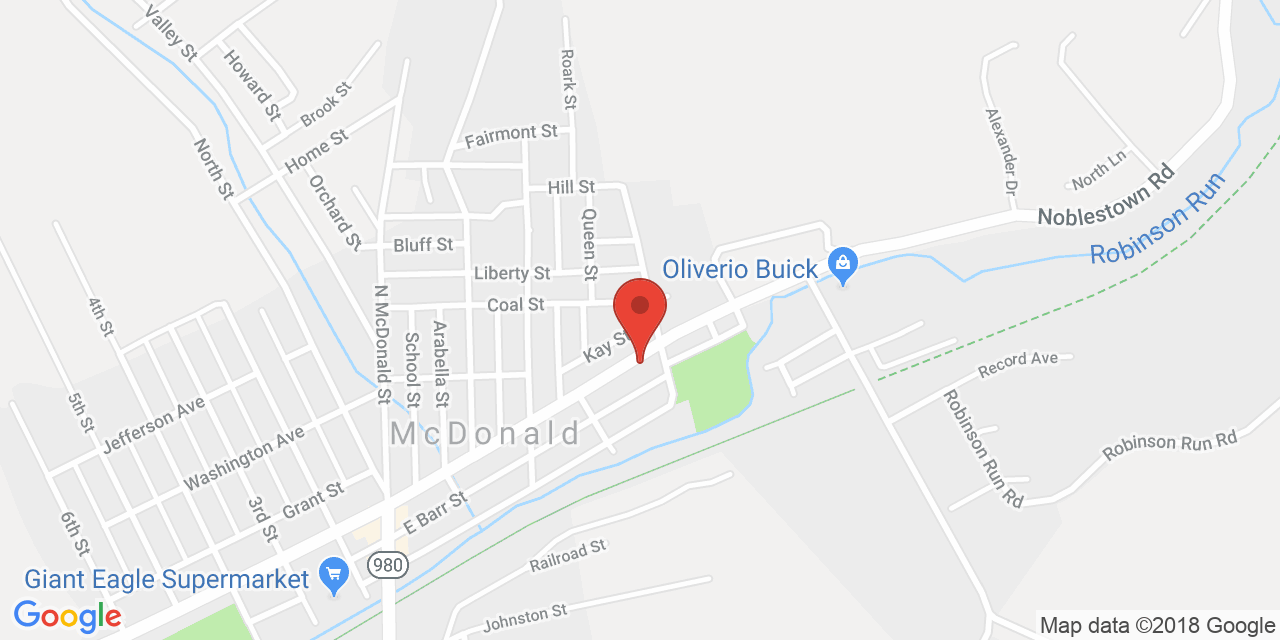 Valley St
Howard St
Brook St
Roark St
Fairmont St
Home St
North St
Alexander Dr
North Ln
Hill St
Orchard St
Queen St
Noblestown Rd
Robinson Run
Bluff St
Liberty St
Oliverio Buick
4th St
N McDonald St
Coal St
School St
Arabella St
Kay St
Record Ave
5th St
Jefferson Ave
McDonald
Washington Ave
Robinson Run Rd
Robinson Run Rd
Grant St
3rd St
6th St
E Barr St
980
Railroad St
Giant Eagle Supermarket
Johnston St
Google
Map data ©2018 Google